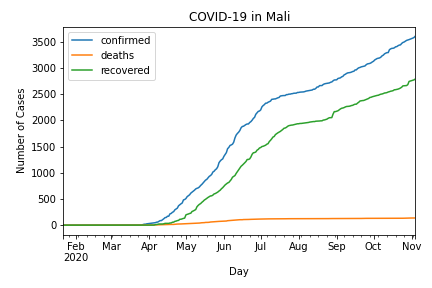 COVID-19 in Mali
confirmed
deaths
recovered
Number of Cases
3500
3000
2500
2000
1500
1000
500
0
Feb Mar Apr May Jun Jul Aug Sep Oct Nov
2020
Day